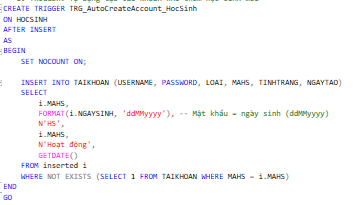 CREATE TRIGGER TRG_AutoCreateAccount_HocSinh
ON HOCSINH
AFTER INSERT
AS
BEGIN
SET NOCOUNT ON;
INSERT INTO TAIKHOAN (USERNAME, PASSWORD, LOAI, MAHS, TINHTRANG, NGAYTAO)
SELECT
i.MAHS,
FORMAT(i.NGAYSINH, 'ddMMyyyy'), -- Mật khẩu = ngày sinh (ddMMyyyy)
N'HS',
i.MAHS,
N'Hoạt động',
GETDATE()
FROM inserted i
WHERE NOT EXISTS (SELECT 1 FROM TAIKHOAN WHERE MAHS = i.MAHS)
END
GO